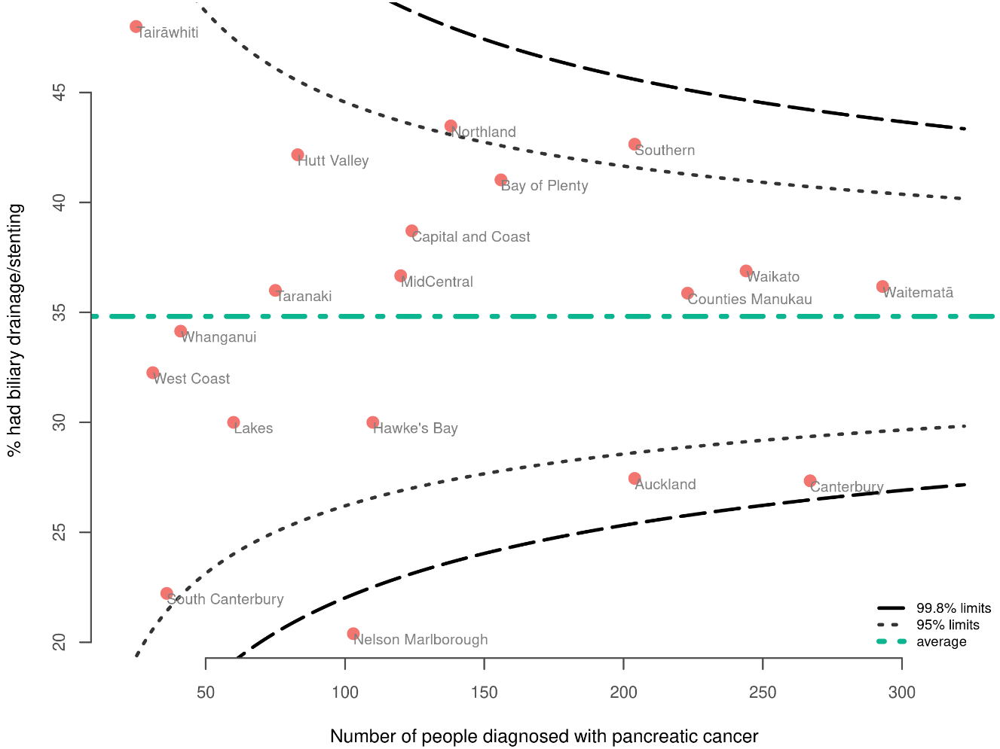 Tairāwhiti
45
Northland
Southern
Hutt Valley
Bay of Plenty
40
Capital and Coast
MidCentral
Waikato
Waitematā
Taranaki
Counties Manukau
35
Whanganui
West Coast
30
Lakes
Hawke's Bay
Auckland
Canterbury
25
South Canterbury
Nelson Marlborough
20
% had biliary drainage/stenting
99.8% limits
95% limits
average
50 100 150 200 250 300
Number of people diagnosed with pancreatic cancer